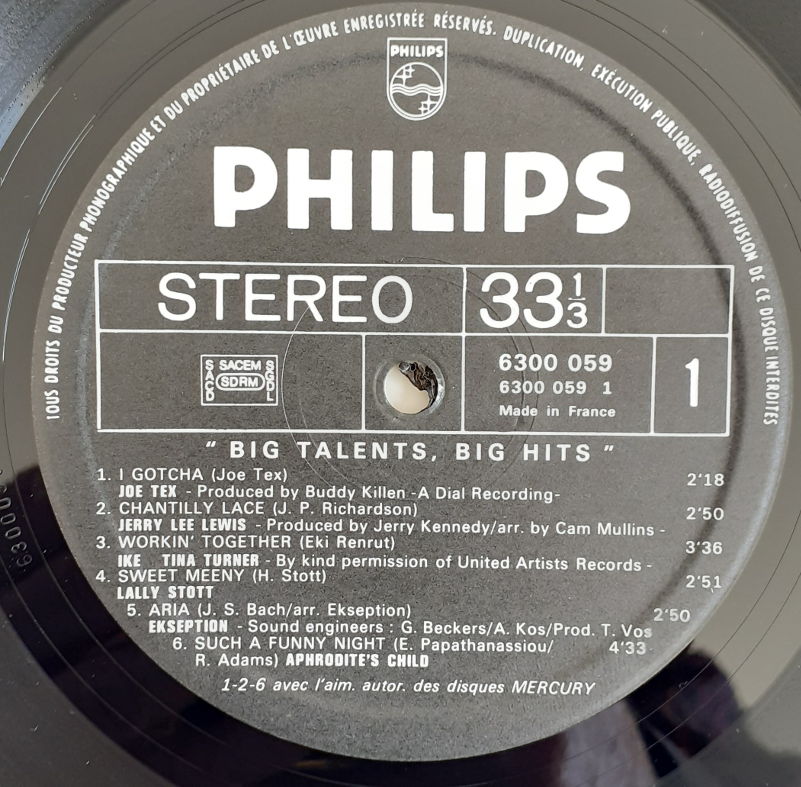 TOUS DROITS DU PRODUCTEUR PHONOGRAPHIQUE ET DU PROPRIÉTAIRE DE L'ŒUVRE ENREGISTRÉE RÉSERVÉS. DUPLICATION, EXÉCUTION PUBLIQUE, RADIODIFFUSION DE CE DISQUE INTERDITES
PHILIPS
PHILIPS
STEREO 33 1/3
SACEM
SACD SDRM SGDL
6300 059
6300 059 1
Made in France
1
" BIG TALENTS, BIG HITS "
1. I GOTCHA (Joe Tex) 2'18
JOE TEX - Produced by Buddy Killen -A Dial Recording-
2. CHANTILLY LACE (J. P. Richardson) 2'50
JERRY LEE LEWIS - Produced by Jerry Kennedy/arr. by Cam Mullins -
3. WORKIN' TOGETHER (Eki Renrut) 3'36
IKE TINA TURNER - By kind permission of United Artists Records -
4. SWEET MEENY (H. Stott) 2'51
LALLY STOTT
5. ARIA (J. S. Bach/arr. Ekseption) 2'50
EKSEPTION - Sound engineers : G. Beckers/A. Kos/Prod. T. Vos
6. SUCH A FUNNY NIGHT (E. Papathanassiou/ 4'33
R. Adams) APHRODITE'S CHILD
1-2-6 avec l'aim. autor. des disques MERCURY